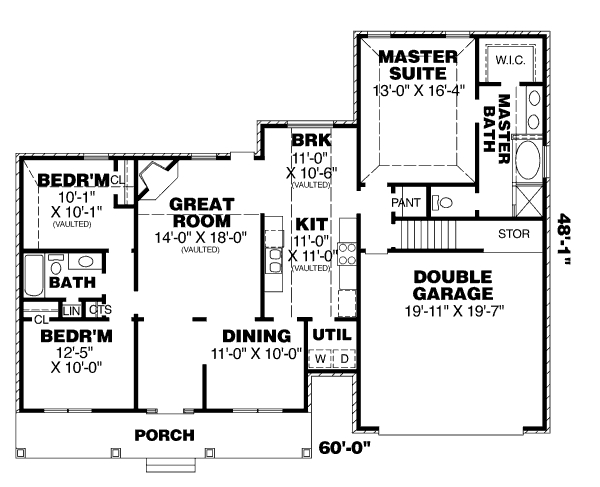 MASTER
SUITE
13'-0" X 16'-4"
W.I.C.
MASTER
BATH
BRK
11'-0"
X 10'-6"
(VAULTED)
CL
BEDR'M
10'-1"
X 10'-1"
(VAULTED)
GREAT
ROOM
14'-0" X 18'-0"
(VAULTED)
PANT
KIT
11'-0"
X 11'-0"
(VAULTED)
STOR
48'-1"
BATH
DOUBLE
GARAGE
19'-11" X 19'-7"
LIN
CTS
CL
BEDR'M
12'-5"
X 10'-0"
DINING
11'-0" X 10'-0"
UTIL
W D
PORCH
60'-0"